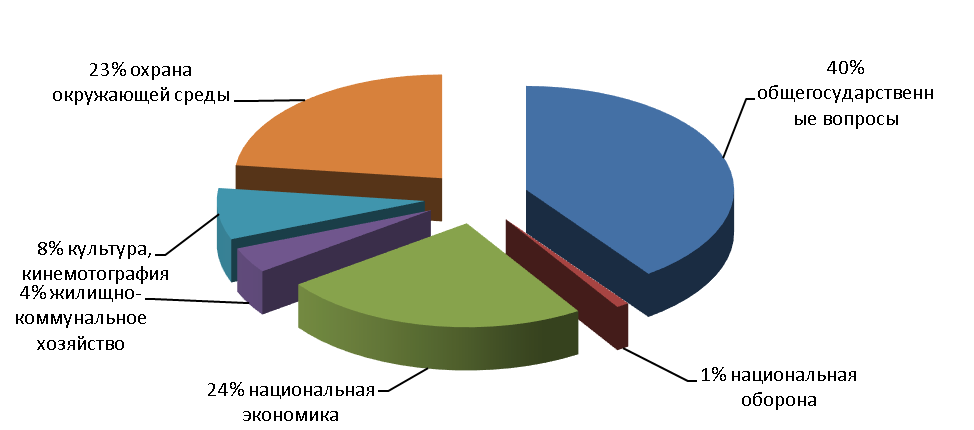 23% охрана
окружающей среды
40%
общегосударственн
ые вопросы
8% культура,
кинемотография
4% жилищно-
коммунальное
хозяйство
24% национальная
экономика
1% национальная
оборона